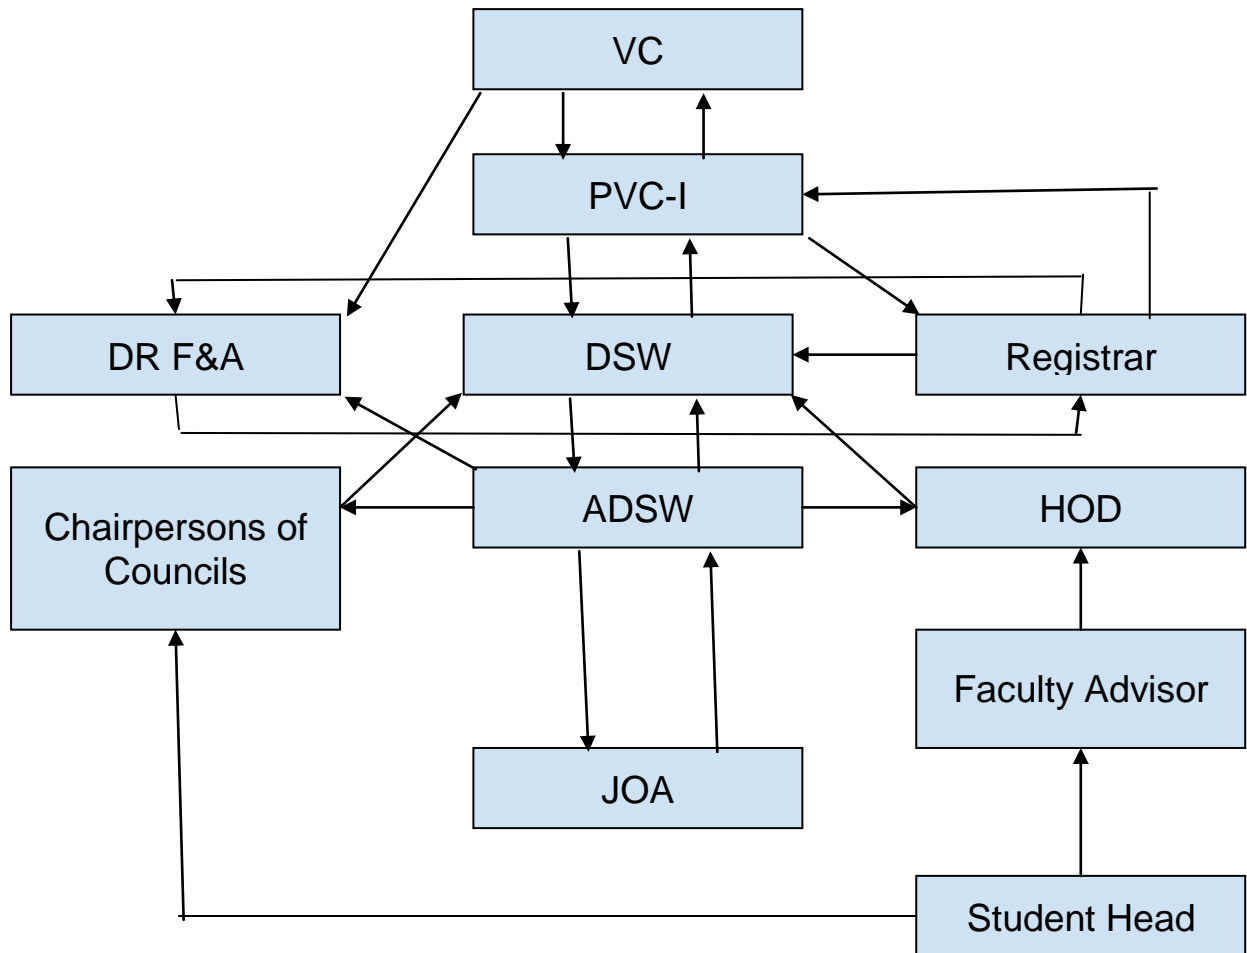 VC
PVC-I
DR F&A
DSW
Registrar
Chairpersons of
Councils
ADSW
HOD
Faculty Advisor
JOA
Student Head